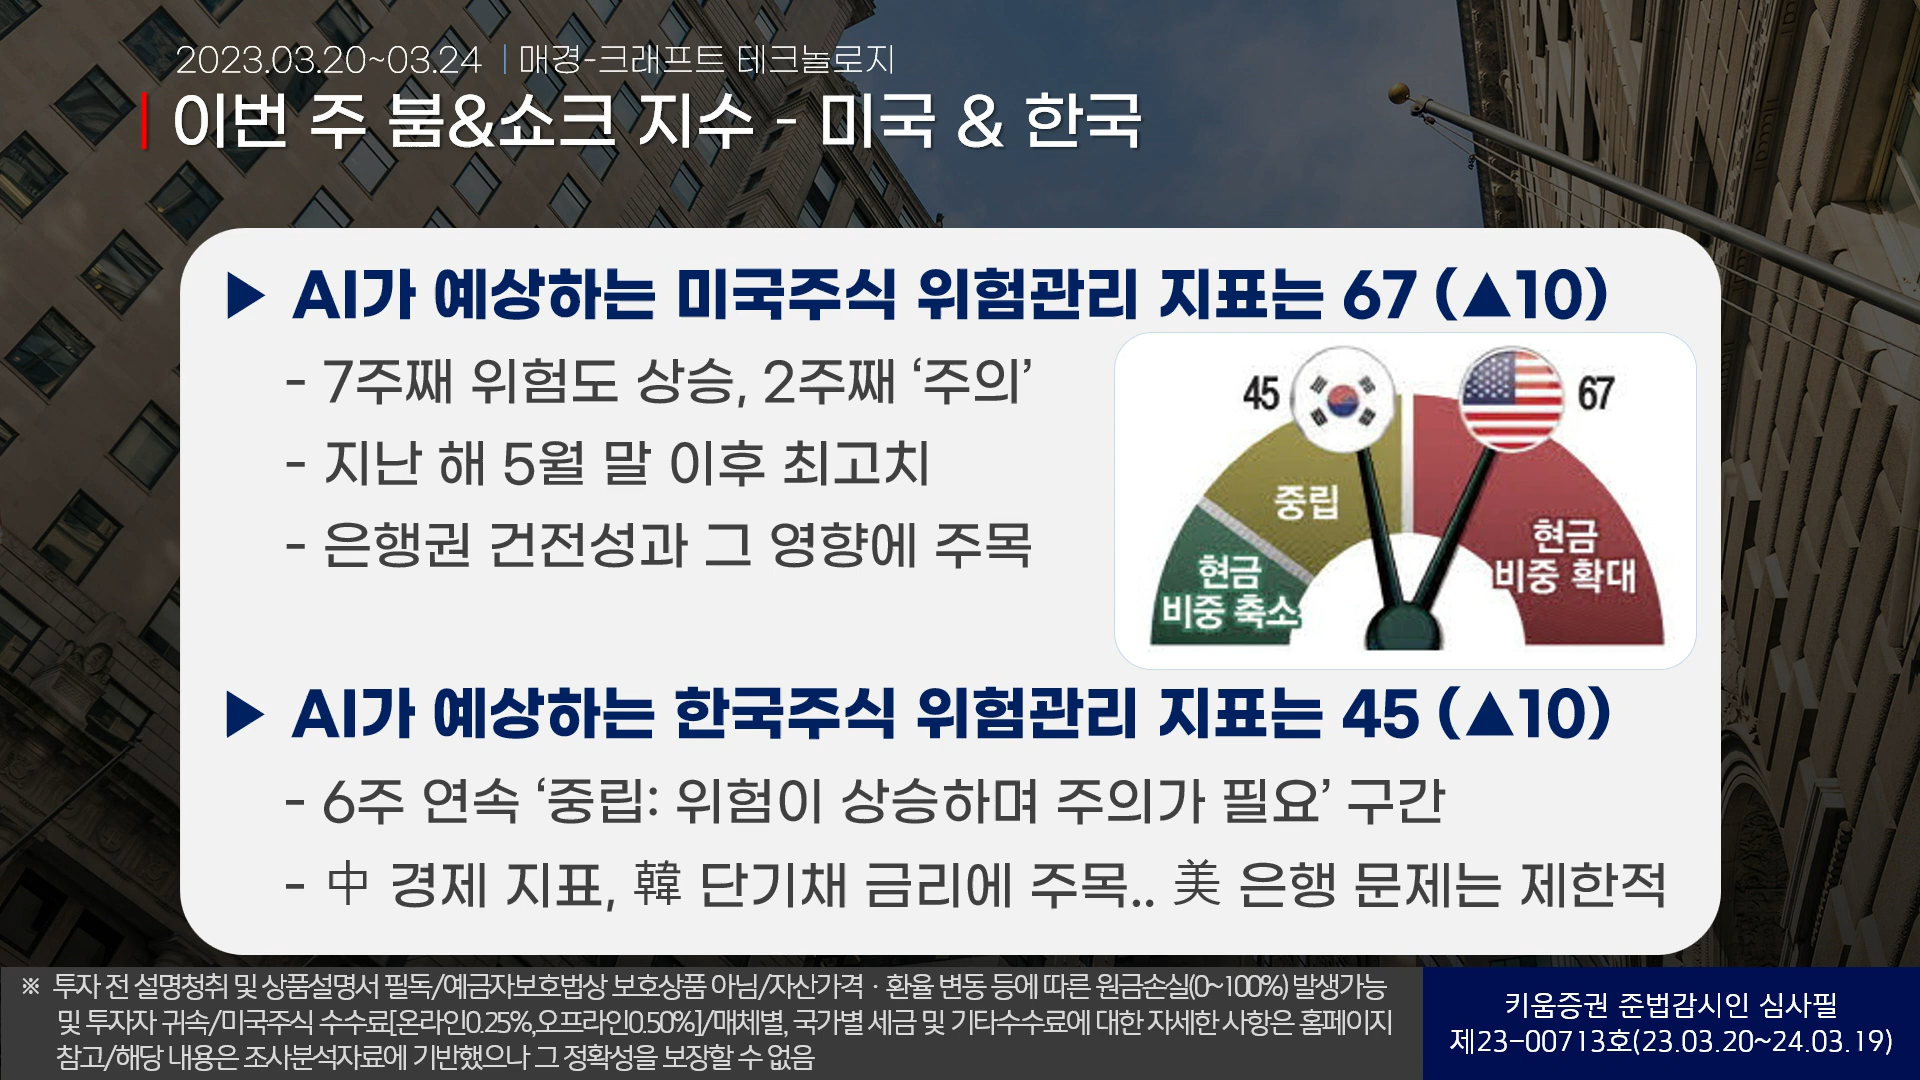 2023.03.20~03.24 | 매경-크래프트 테크놀로지
이번 주 붐&쇼크 지수 - 미국 & 한국
▶ AI가 예상하는 미국주식 위험관리 지표는 67 (▲10)
- 7주째 위험도 상승, 2주째 ‘주의’
- 지난 해 5월 말 이후 최고치
- 은행권 건전성과 그 영향에 주목
45
67
중립
현금
비중 축소
현금
비중 확대
▶ AI가 예상하는 한국주식 위험관리 지표는 45 (▲10)
- 6주 연속 ‘중립: 위험이 상승하며 주의가 필요’ 구간
- 中 경제 지표, 韓 단기채 금리에 주목.. 美 은행 문제는 제한적
※ 투자 전 설명청취 및 상품설명서 필독/예금자보호법상 보호상품 아님/자산가격 · 환율 변동 등에 따른 원금손실(0~100%) 발생가능
및 투자자 귀속/미국주식 수수료[온라인0.25%,오프라인0.50%]/매체별, 국가별 세금 및 기타수수료에 대한 자세한 사항은 홈페이지
참고/해당 내용은 조사분석자료에 기반했으나 그 정확성을 보장할 수 없음
키움증권 준법감시인 심사필
제23-00713호(23.03.20~24.03.19)